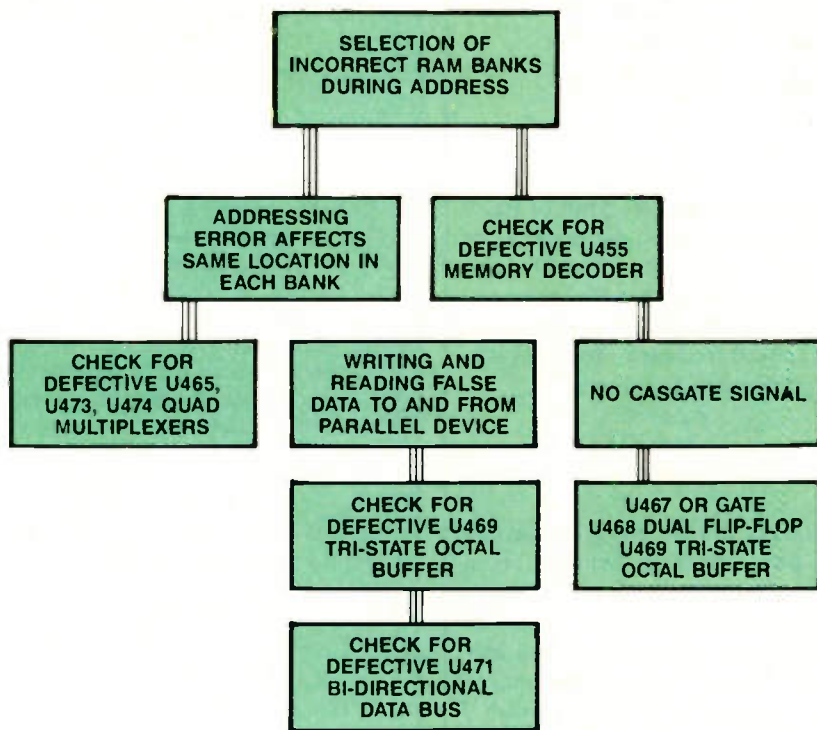 SELECTION OF
INCORRECT RAM BANKS
DURING ADDRESS
ADDRESSING
ERROR AFFECTS
SAME LOCATION IN
EACH BANK
CHECK FOR
DEFECTIVE U455
MEMORY DECODER
CHECK FOR
DEFECTIVE U465,
U473, U474 QUAD
MULTIPLEXERS
WRITING AND
READING FALSE
DATA TO AND FROM
PARALLEL DEVICE
NO CASGATE SIGNAL
CHECK FOR
DEFECTIVE U469
TRI-STATE OCTAL
BUFFER
U467 OR GATE
U468 DUAL FLIP-FLOP
U469 TRI-STATE
OCTAL BUFFER
CHECK FOR
DEFECTIVE U471
BI-DIRECTIONAL
DATA BUS